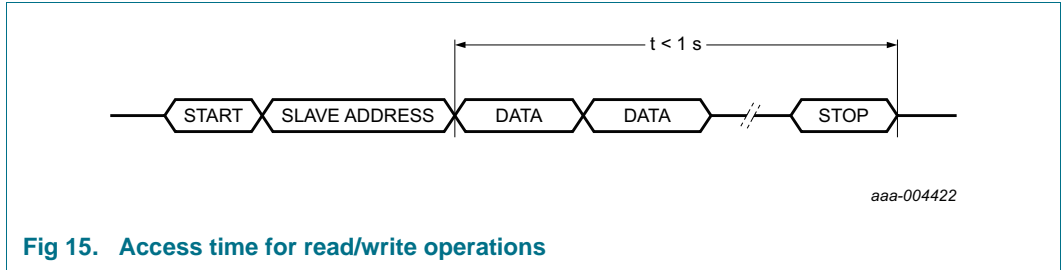 t < 1 s
START SLAVE ADDRESS DATA DATA STOP
aaa-004422
Fig 15. Access time for read/write operations